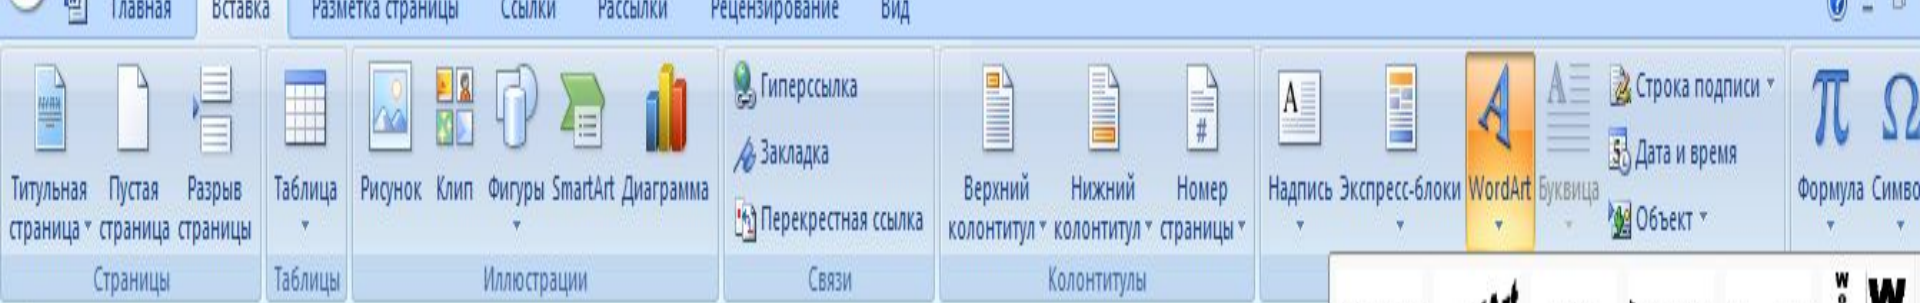 Главная Вставка Разметка страницы Ссылки Рассылки Рецензирование Вид
Титульная страница
Пустая страница
Разрыв страницы
Страницы
Таблица
Таблицы
Рисунок Клип Фигуры SmartArt Диаграмма
Иллюстрации
Гиперссылка
Закладка
Перекрестная ссылка
Связи
Верхний колонтитул
Нижний колонтитул
Номер страницы
Колонтитулы
Надпись Экспресс-блоки WordArt Буквица
Строка подписи
Дата и время
Объект
Формула Симво